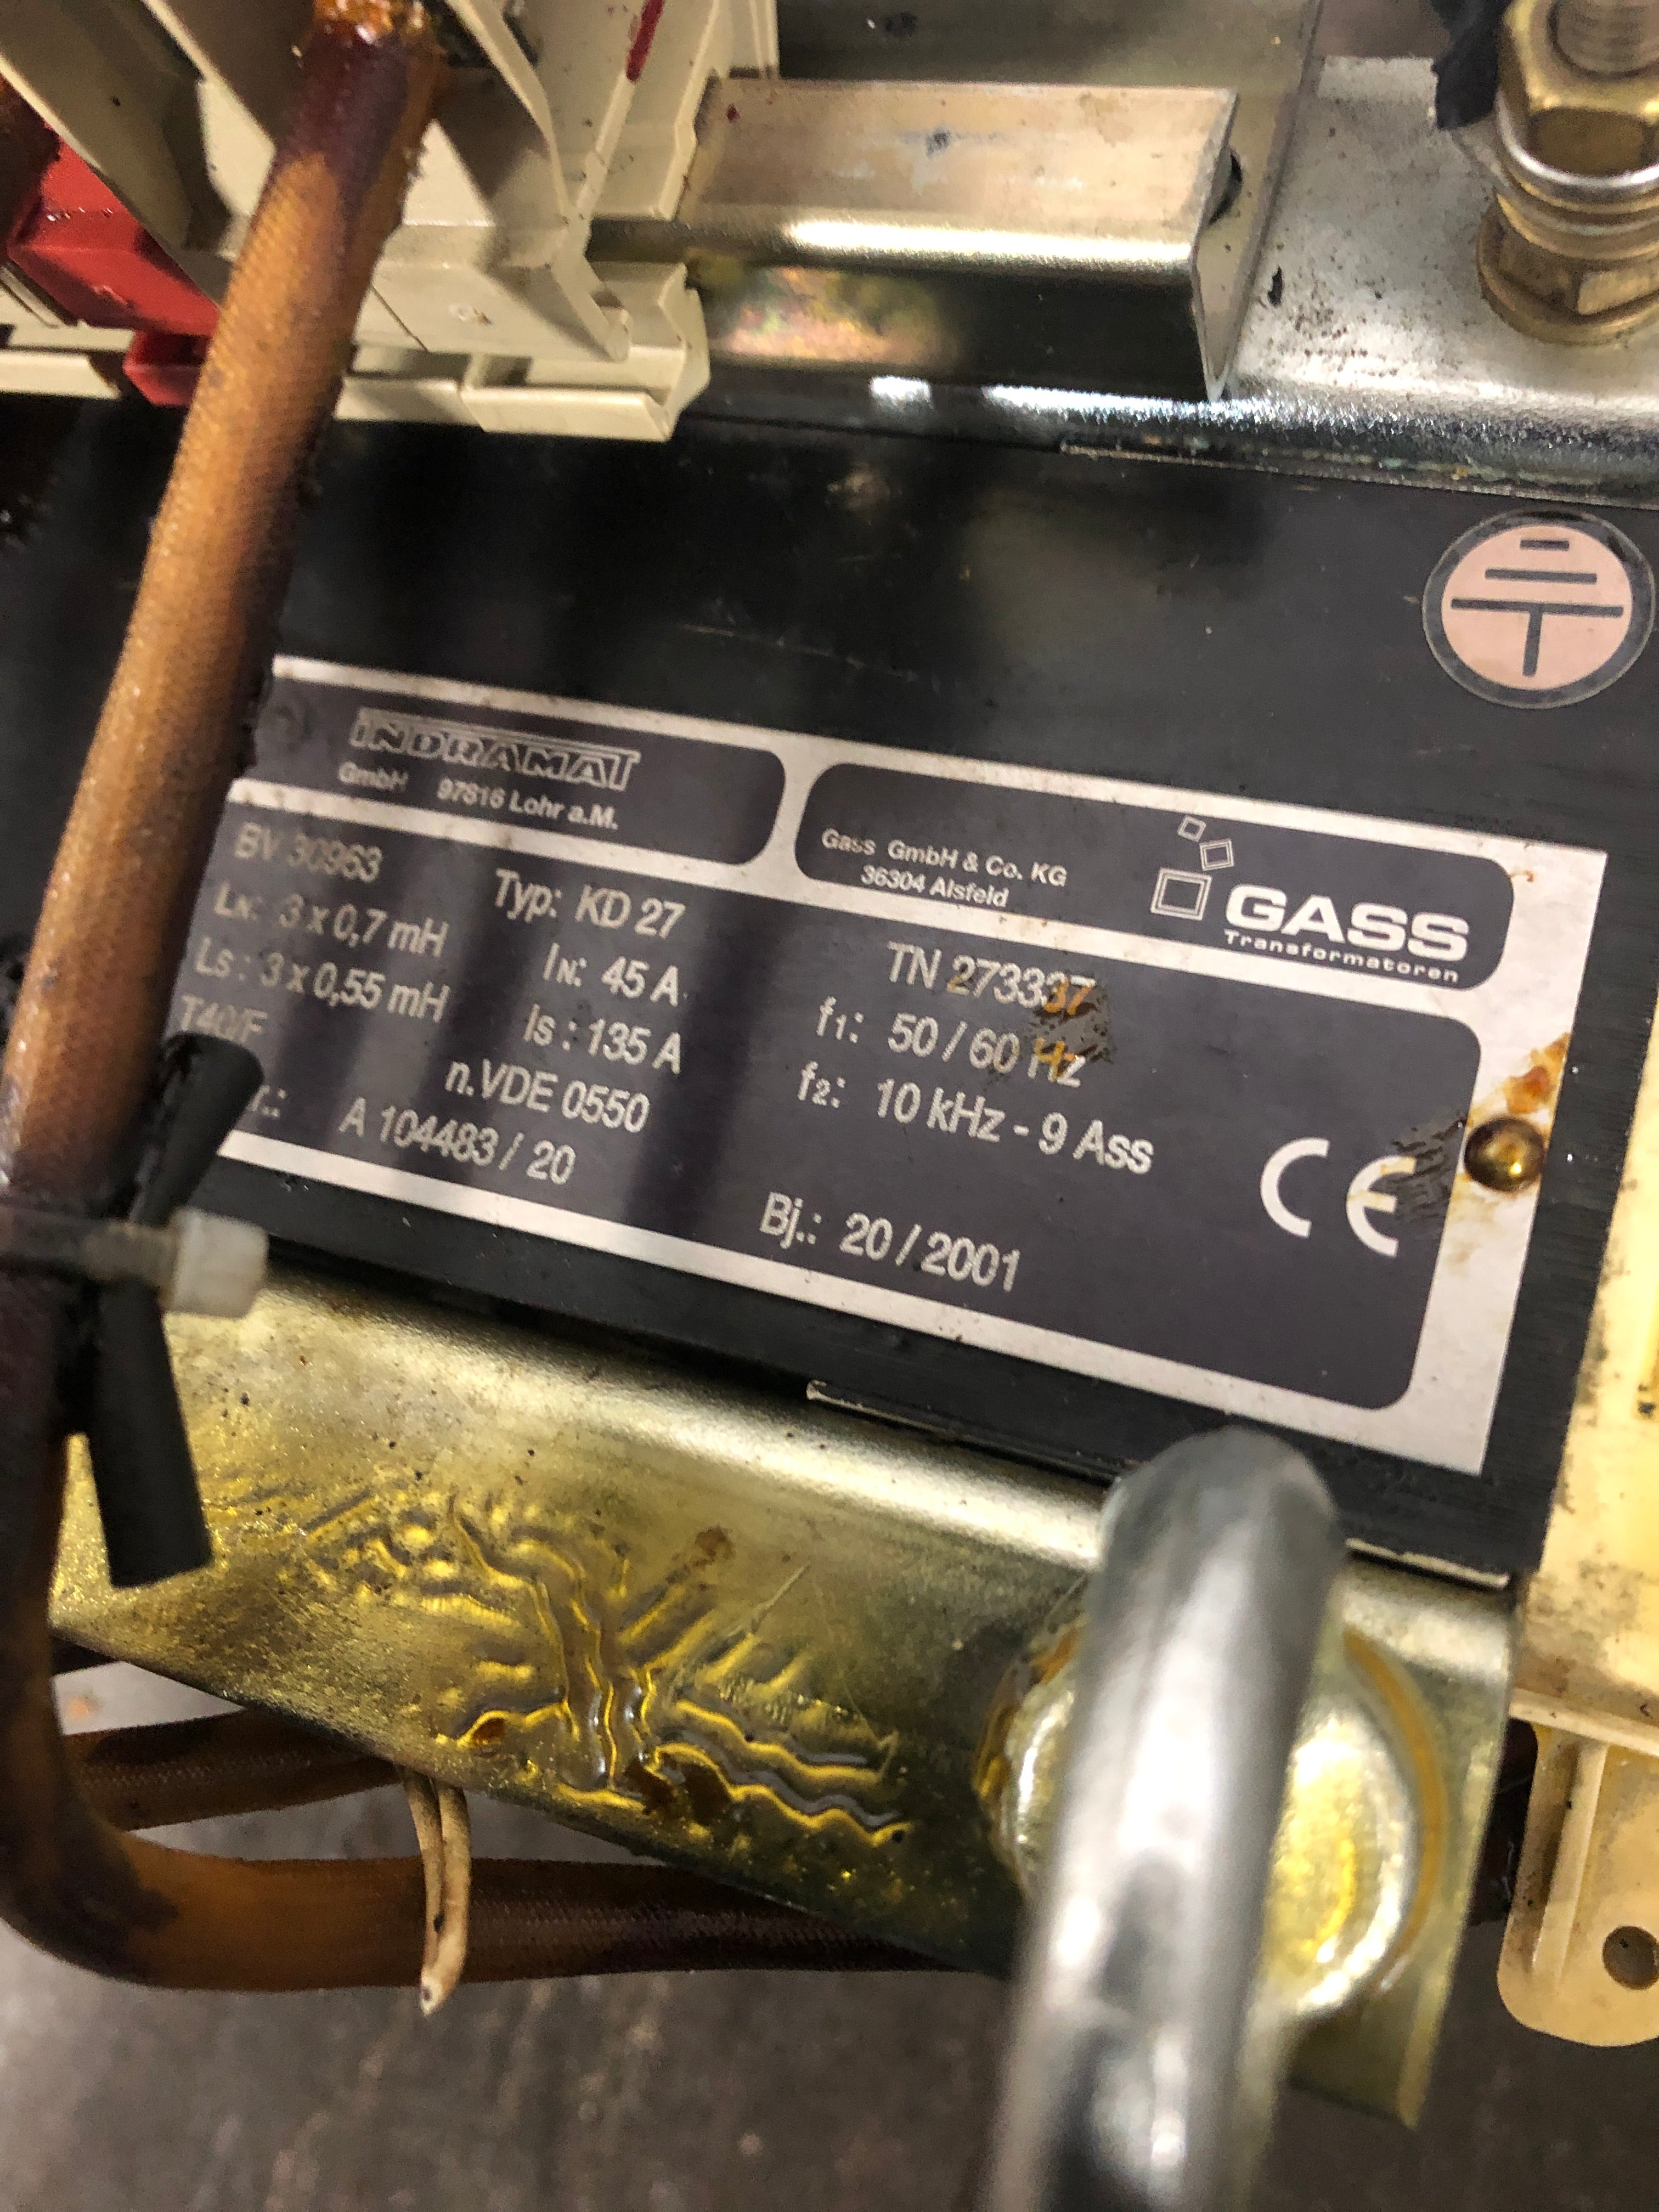 INDRAMAT
GmbH 97816 Lohr a.M.
Gass GmbH & Co. KG
36304 Alsfeld
GASS
Transformatoren
BV 30963 Typ: KD 27 TN 273337
LN: 3 x 0,7 mH IN: 45 A f1: 50 / 60 Hz
Ls: 3 x 0,55 mH Is: 135 A f2: 10 kHz - 9 Ass
T40/F n.VDE 0550
r.: A 104483 / 20 Bj.: 20 / 2001
CE